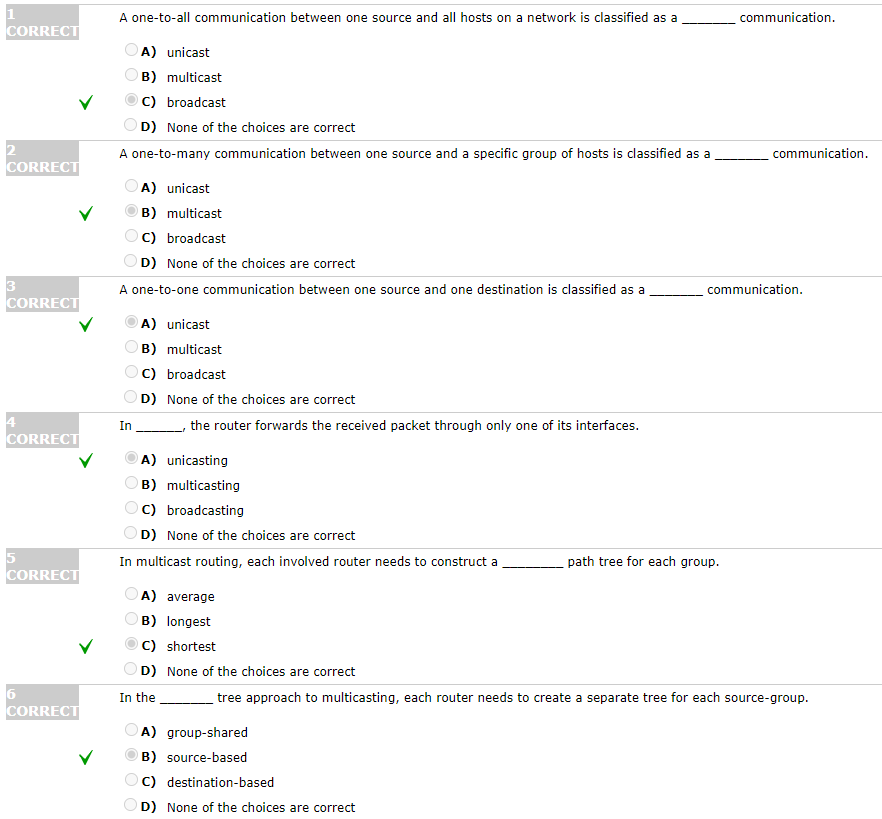 1
CORRECT
A one-to-all communication between one source and all hosts on a network is classified as a _______ communication.
A) unicast
B) multicast
C) broadcast
D) None of the choices are correct
2
CORRECT
A one-to-many communication between one source and a specific group of hosts is classified as a _______ communication.
A) unicast
B) multicast
C) broadcast
D) None of the choices are correct
3
CORRECT
A one-to-one communication between one source and one destination is classified as a _______ communication.
A) unicast
B) multicast
C) broadcast
D) None of the choices are correct
4
CORRECT
In ______, the router forwards the received packet through only one of its interfaces.
A) unicasting
B) multicasting
C) broadcasting
D) None of the choices are correct
5
CORRECT
In multicast routing, each involved router needs to construct a ________ path tree for each group.
A) average
B) longest
C) shortest
D) None of the choices are correct
6
CORRECT
In the _______ tree approach to multicasting, each router needs to create a separate tree for each source-group.
A) group-shared
B) source-based
C) destination-based
D) None of the choices are correct